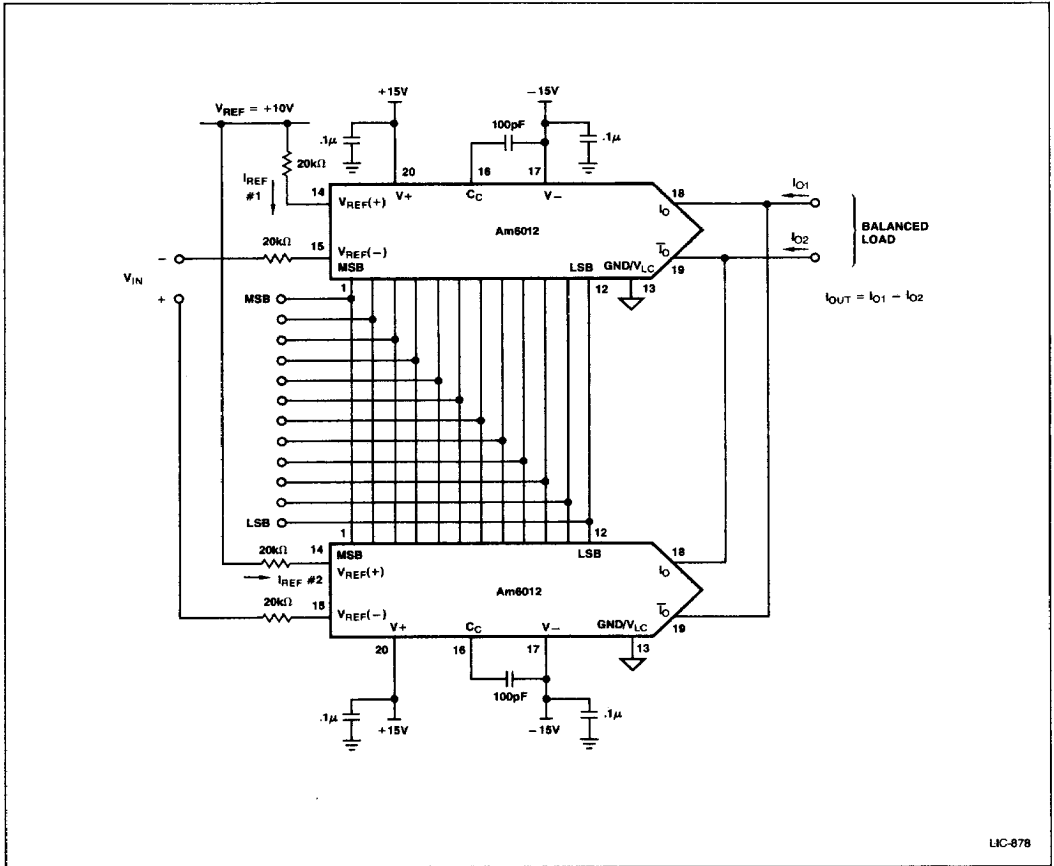 +15V
−15V
V_REF = +10V
.1μ
100pF
.1μ
20kΩ
20
16
17
I_REF
#1
14
V_REF(+)
V+
C_C
V−
18
I_O
I_O1
Am6012
I_O2
BALANCED
LOAD
20kΩ
15
V_REF(−)
19
−
V_IN
+
MSB
LSB
GND/V_LC
I̅_O
1
12
13
MSB
I_OUT = I_O1 − I_O2
LSB
1
12
20kΩ
14
MSB
LSB
18
V_REF(+)
I_O
I_REF #2
20kΩ
Am6012
15
V_REF(−)
I̅_O
V+
C_C
V−
GND/V_LC
19
20
16
17
13
100pF
.1μ
+15V
−15V
.1μ
LIC-878